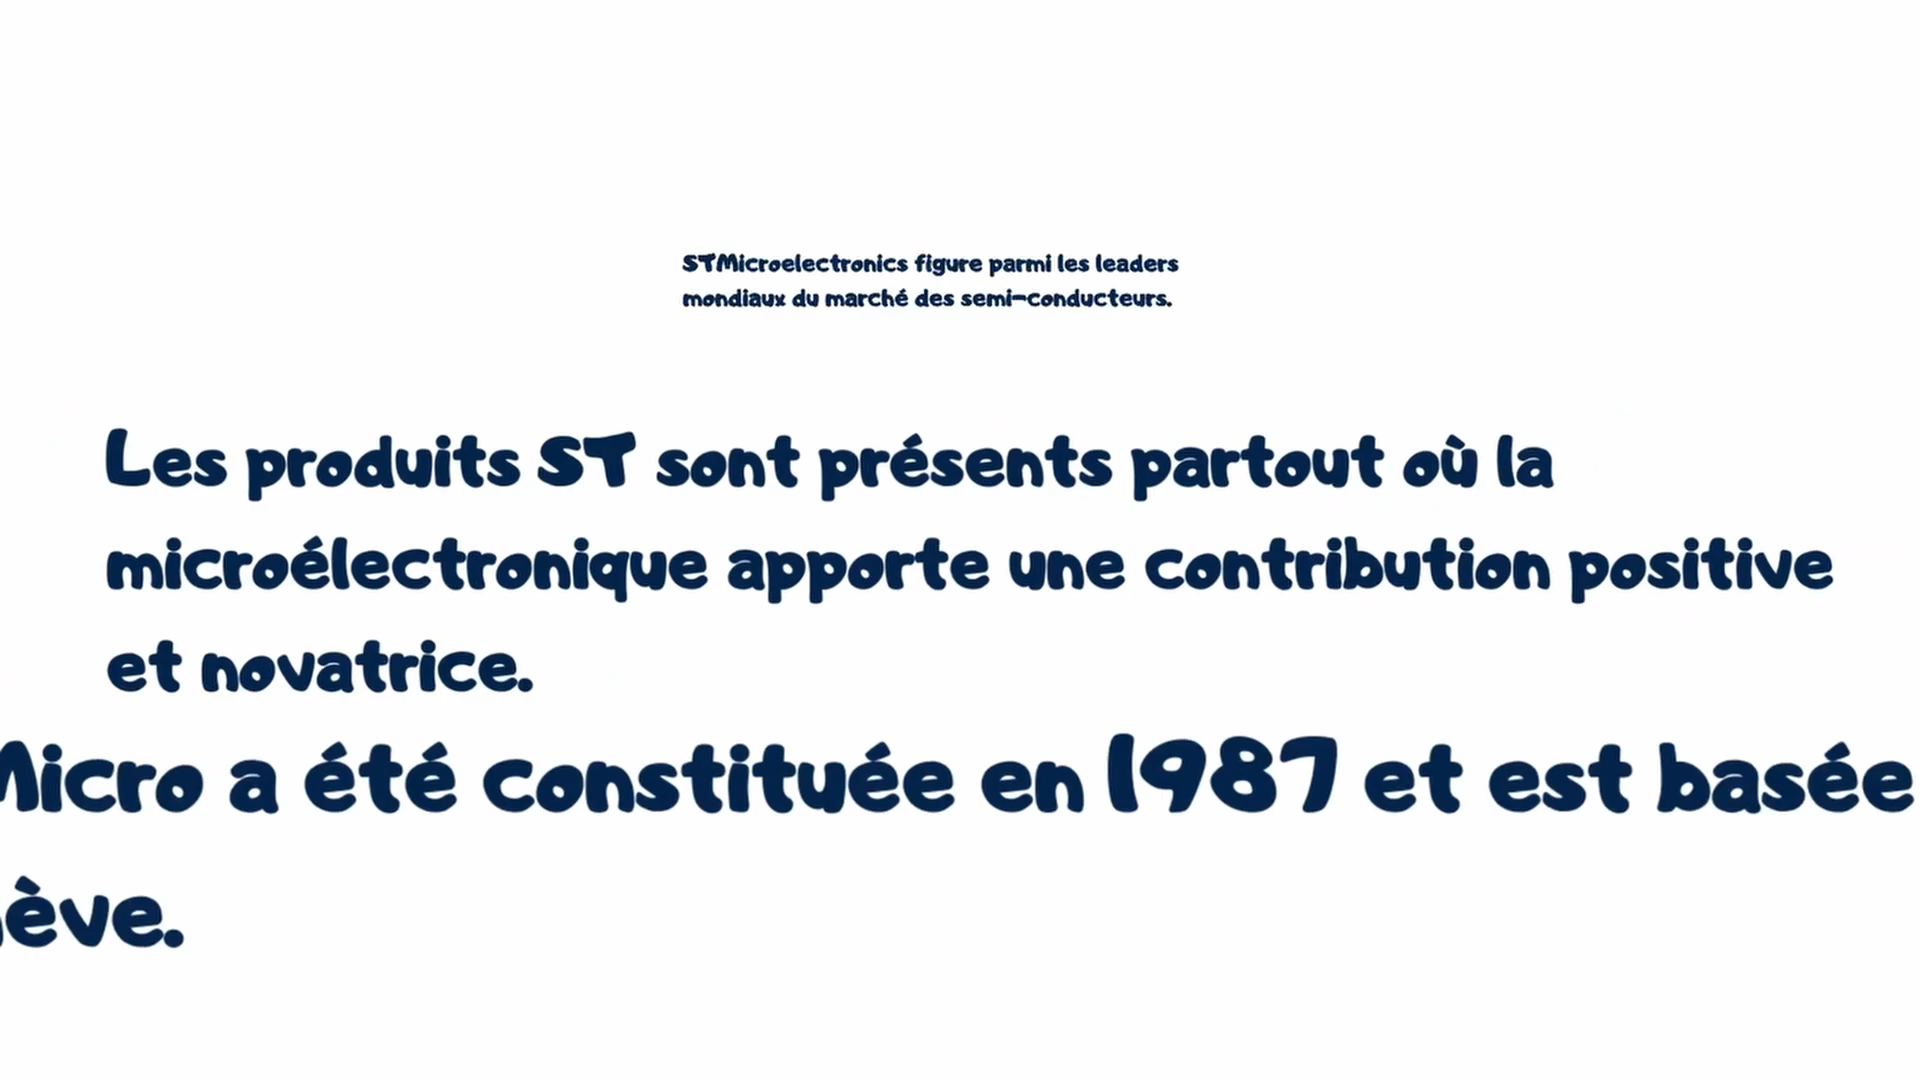 STMicroelectronics figure parmi les leaders
mondiaux du marché des semi-conducteurs.
Les produits ST sont présents partout où la
microélectronique apporte une contribution positive
et novatrice.
Micro a été constituée en 1987 et est basée
ève.